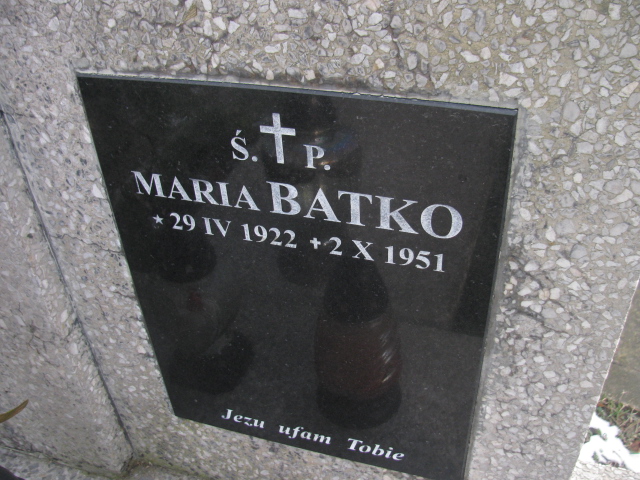 Ś. P.
MARIA BATKO
* 29 IV 1922 + 2 X 1951
Jezu ufam Tobie